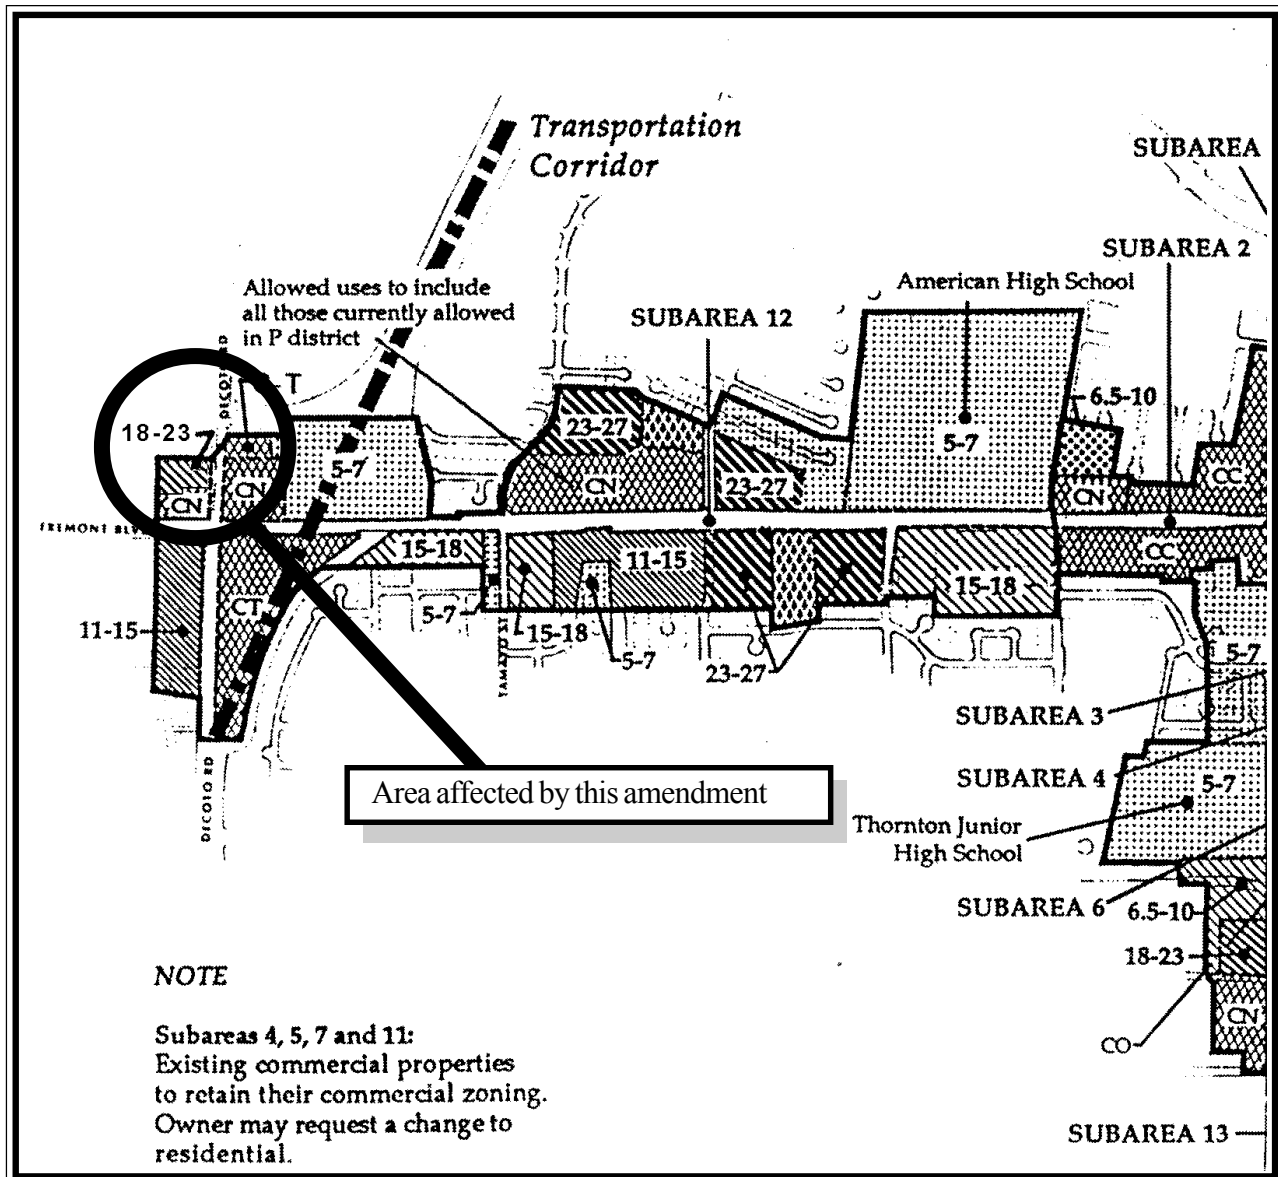 Transportation
Corridor
SUBAREA
SUBAREA 2
Allowed uses to include
all those currently allowed
in P district
SUBAREA 12
American High School
DECOTO RD
T
18-23
23-27
6.5-10
5-7
5-7
CN
CN
CN
23-27
CN
CC
FREMONT BLV
15-18
11-15
CC
CT
15-18
11-15
5-7
15-18
5-7
23-27
5-7
TAMAYO ST
SUBAREA 3
SUBAREA 4
5-7
DECOTO RD
Area affected by this amendment
Thornton Junior
High School
SUBAREA 6
6.5-10
18-23
CN
CO
NOTE
Subareas 4, 5, 7 and 11:
Existing commercial properties
to retain their commercial zoning.
Owner may request a change to
residential.
SUBAREA 13